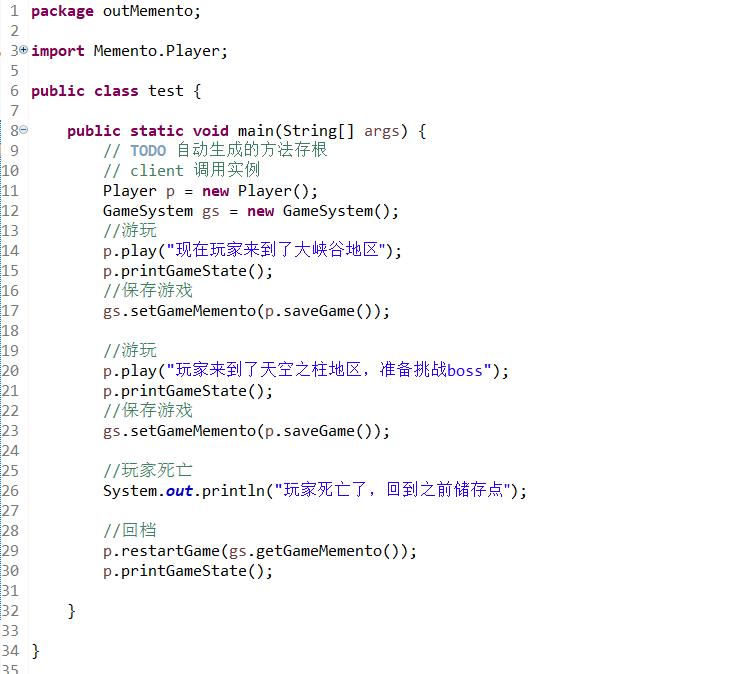 1 package outMemento;
2
3 import Memento.Player;
5
6 public class test {
7
8 public static void main(String[] args) {
9 // TODO 自动生成的方法存根
10 // client 调用实例
11 Player p = new Player();
12 GameSystem gs = new GameSystem();
13 //游玩
14 p.play("现在玩家来到了大峡谷地区");
15 p.printGameState();
16 //保存游戏
17 gs.setGameMemento(p.saveGame());
18
19 //游玩
20 p.play("玩家来到了天空之柱地区，准备挑战boss");
21 p.printGameState();
22 //保存游戏
23 gs.setGameMemento(p.saveGame());
24
25 //玩家死亡
26 System.out.println("玩家死亡了，回到之前储存点");
27
28 //回档
29 p.restartGame(gs.getGameMemento());
30 p.printGameState();
31
32 }
33
34 }
35